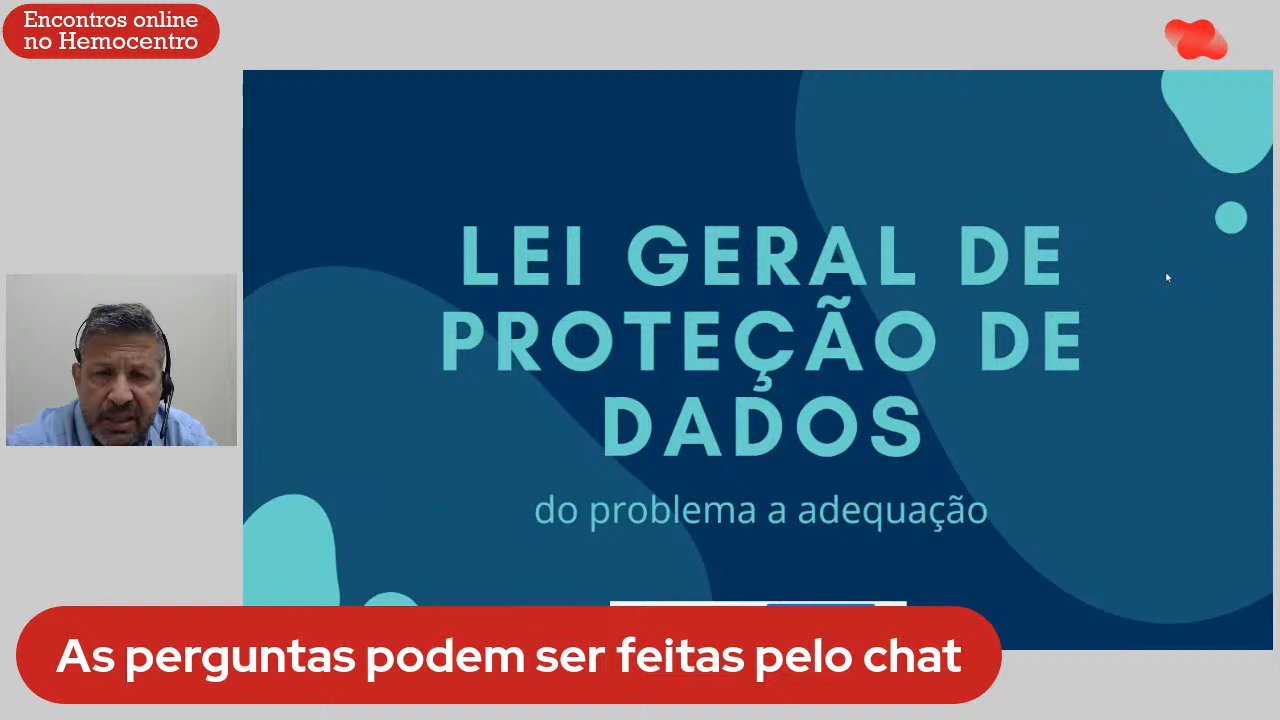 Encontros online
no Hemocentro
LEI GERAL DE
PROTEÇÃO DE
DADOS
do problema a adequação
As perguntas podem ser feitas pelo chat